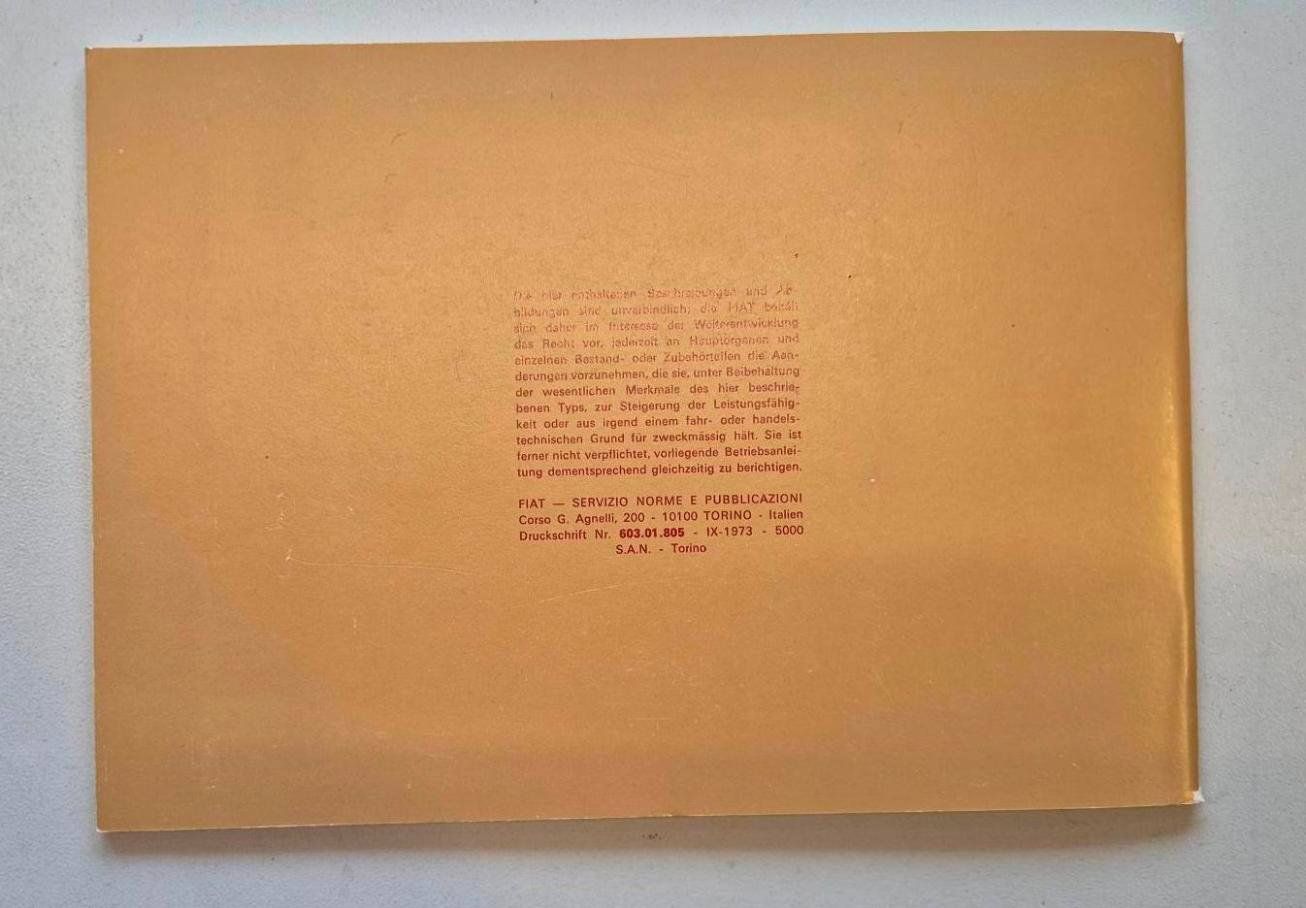 Die hier enthaltenen Beschreibungen und Ab-
bildungen sind unverbindlich; die FIAT behält
sich daher im Interesse der Weiterentwicklung
das Recht vor, jederzeit an Hauptorganen und
einzelnen Bestand- oder Zubehörteilen die Aen-
derungen vorzunehmen, die sie, unter Beibehaltung
der wesentlichen Merkmale des hier beschrie-
benen Typs, zur Steigerung der Leistungsfähig-
keit oder aus irgend einem fahr- oder handels-
technischen Grund für zweckmässig hält. Sie ist
ferner nicht verpflichtet, vorliegende Betriebsanlei-
tung dementsprechend gleichzeitig zu berichtigen.
FIAT — SERVIZIO NORME E PUBBLICAZIONI
Corso G. Agnelli, 200 - 10100 TORINO - Italien
Druckschrift Nr. 603.01.805 - IX-1973 - 5000
S.A.N. - Torino